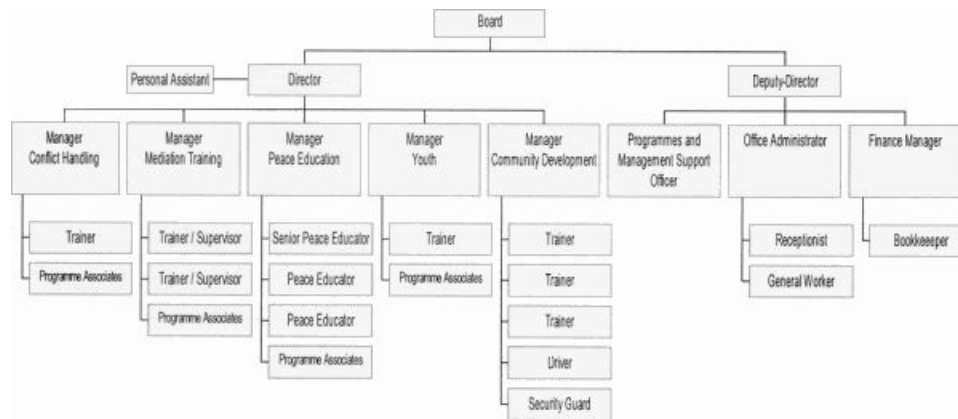 Board
Personal Assistant
Director
Deputy-Director
Manager
Conflict Handling
Manager
Mediation Training
Manager
Peace Education
Manager
Youth
Manager
Community Development
Programmes and
Management Support
Officer
Office Administrator
Finance Manager
Trainer
Programme Associates
Trainer / Supervisor
Trainer / Supervisor
Programme Associates
Senior Peace Educator
Peace Educator
Peace Educator
Programme Associates
Trainer
Programme Associates
Trainer
Trainer
Trainer
Driver
Security Guard
Receptionist
General Worker
Bookkeeeper